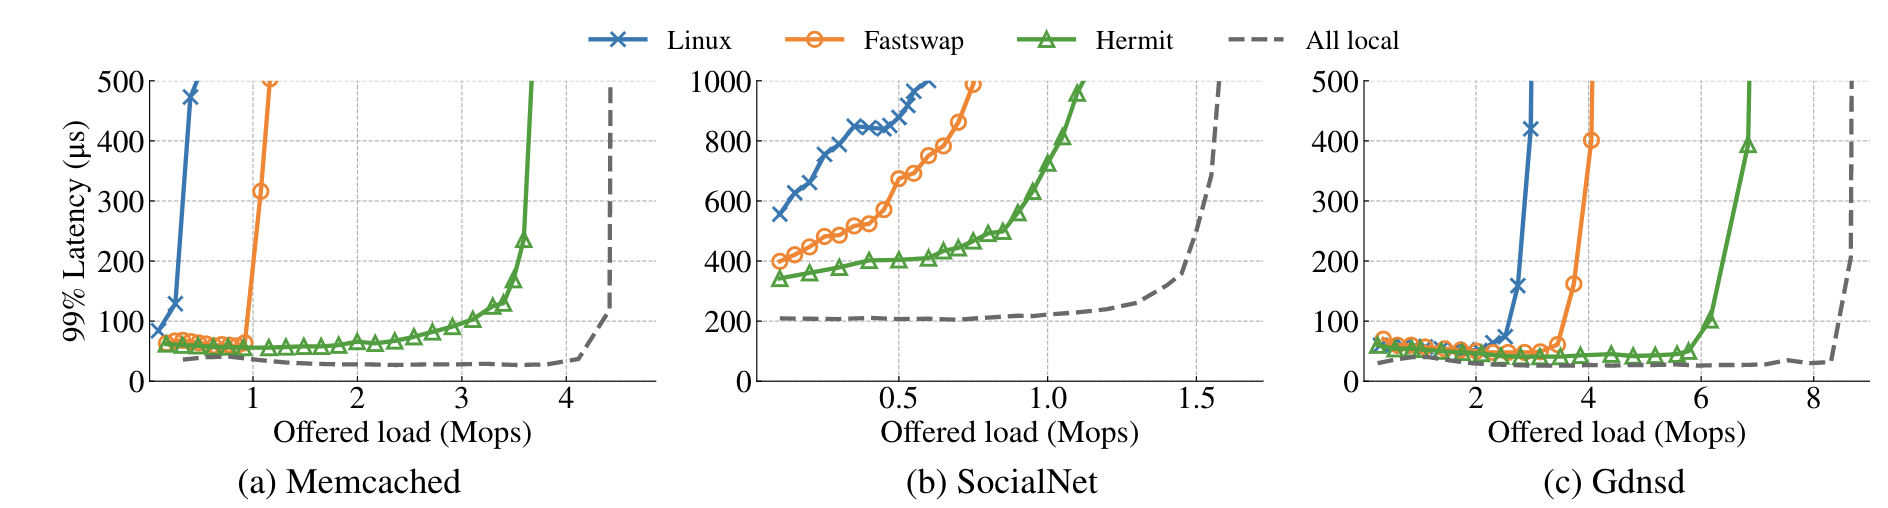 Linux Fastswap Hermit All local
99% Latency (μs)
500
400
300
200
100
0
1 2 3 4
Offered load (Mops)
(a) Memcached
1000
800
600
400
200
0
0.5 1.0 1.5
Offered load (Mops)
(b) SocialNet
500
400
300
200
100
0
2 4 6 8
Offered load (Mops)
(c) Gdnsd